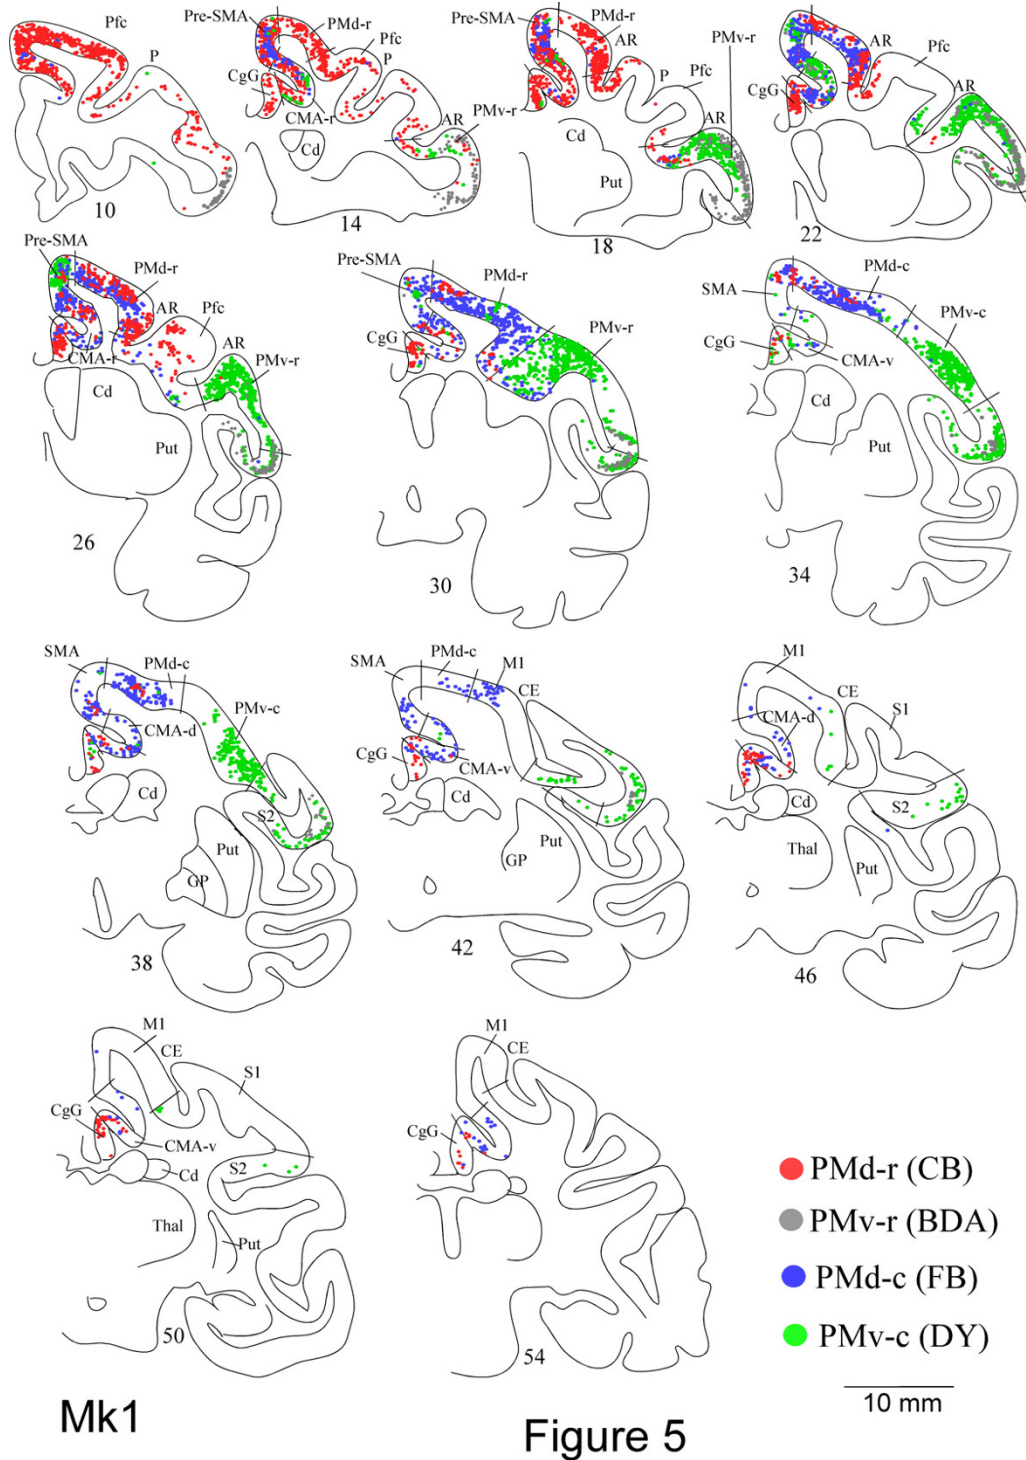 Pfc
P
10
Pre-SMA
PMd-r
Pfc
P
CgG
CMA-r
Cd
AR
PMv-r
14
Pre-SMA
PMd-r
AR
PMv-r
P
Pfc
CgG
Cd
AR
Put
18
AR
Pfc
CgG
AR
22
Pre-SMA
PMd-r
AR
Pfc
AR
CMA-r
PMv-r
Cd
Put
26
Pre-SMA
PMd-r
PMv-r
CgG
30
PMd-c
SMA
PMv-c
CgG
CMA-v
Cd
Put
34
SMA
PMd-c
PMv-c
CMA-d
Cd
S2
Put
GP
38
PMd-c
M1
SMA
CE
CgG
CMA-v
Cd
Put
GP
42
M1
CE
S1
CMA-d
CgG
Cd
S2
Thal
Put
46
M1
CE
S1
CgG
CMA-v
S2
Cd
Thal
Put
50
M1
CE
CgG
54
PMd-r (CB)
PMv-r (BDA)
PMd-c (FB)
PMv-c (DY)
10 mm
Mk1
Figure 5